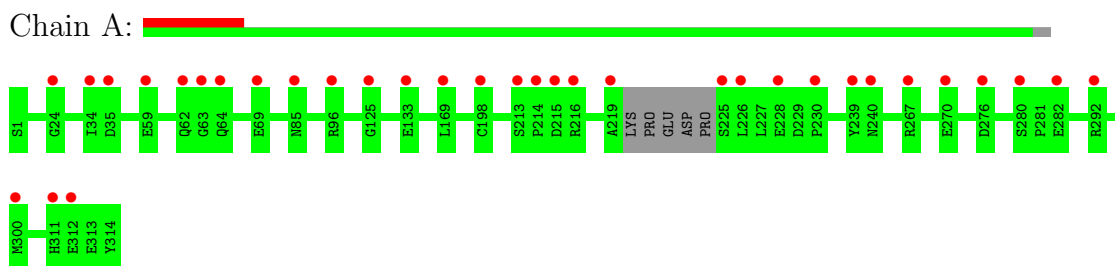 Chain A:
S1 G24 I34 D35 E59 Q62 G63 Q64 E69 N85 R96 G125 E133 L169 C198 S213 P214 D215 R216 A219 LYS PRO GLU ASP PRO S225 L226 L227 E228 D229 P230 Y239 N240 R267 E270 D276 S280 P281 E282 R292
M300 H311 E312 E313 Y314